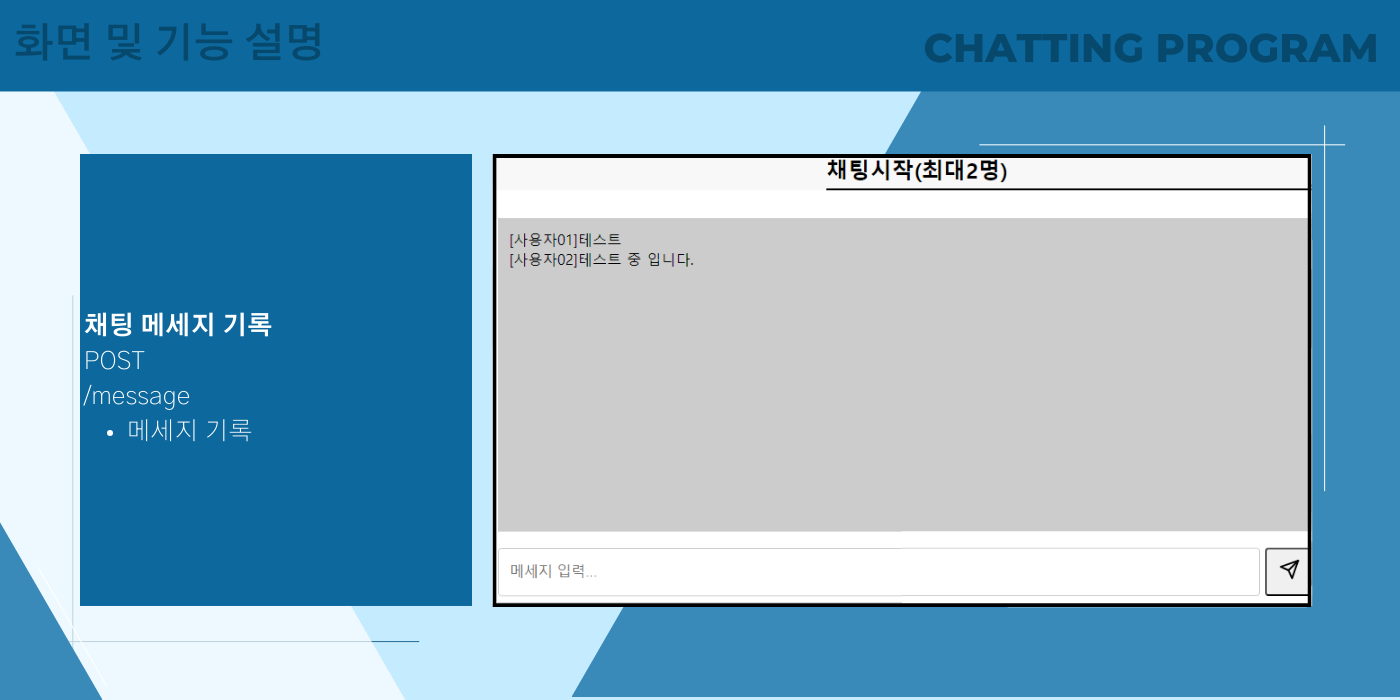 화면 및 기능 설명
CHATTING PROGRAM
채팅 메세지 기록
POST
/message
• 메세지 기록
채팅시작(최대2명)
[사용자01]테스트
[사용자02]테스트 중 입니다.
메세지 입력...